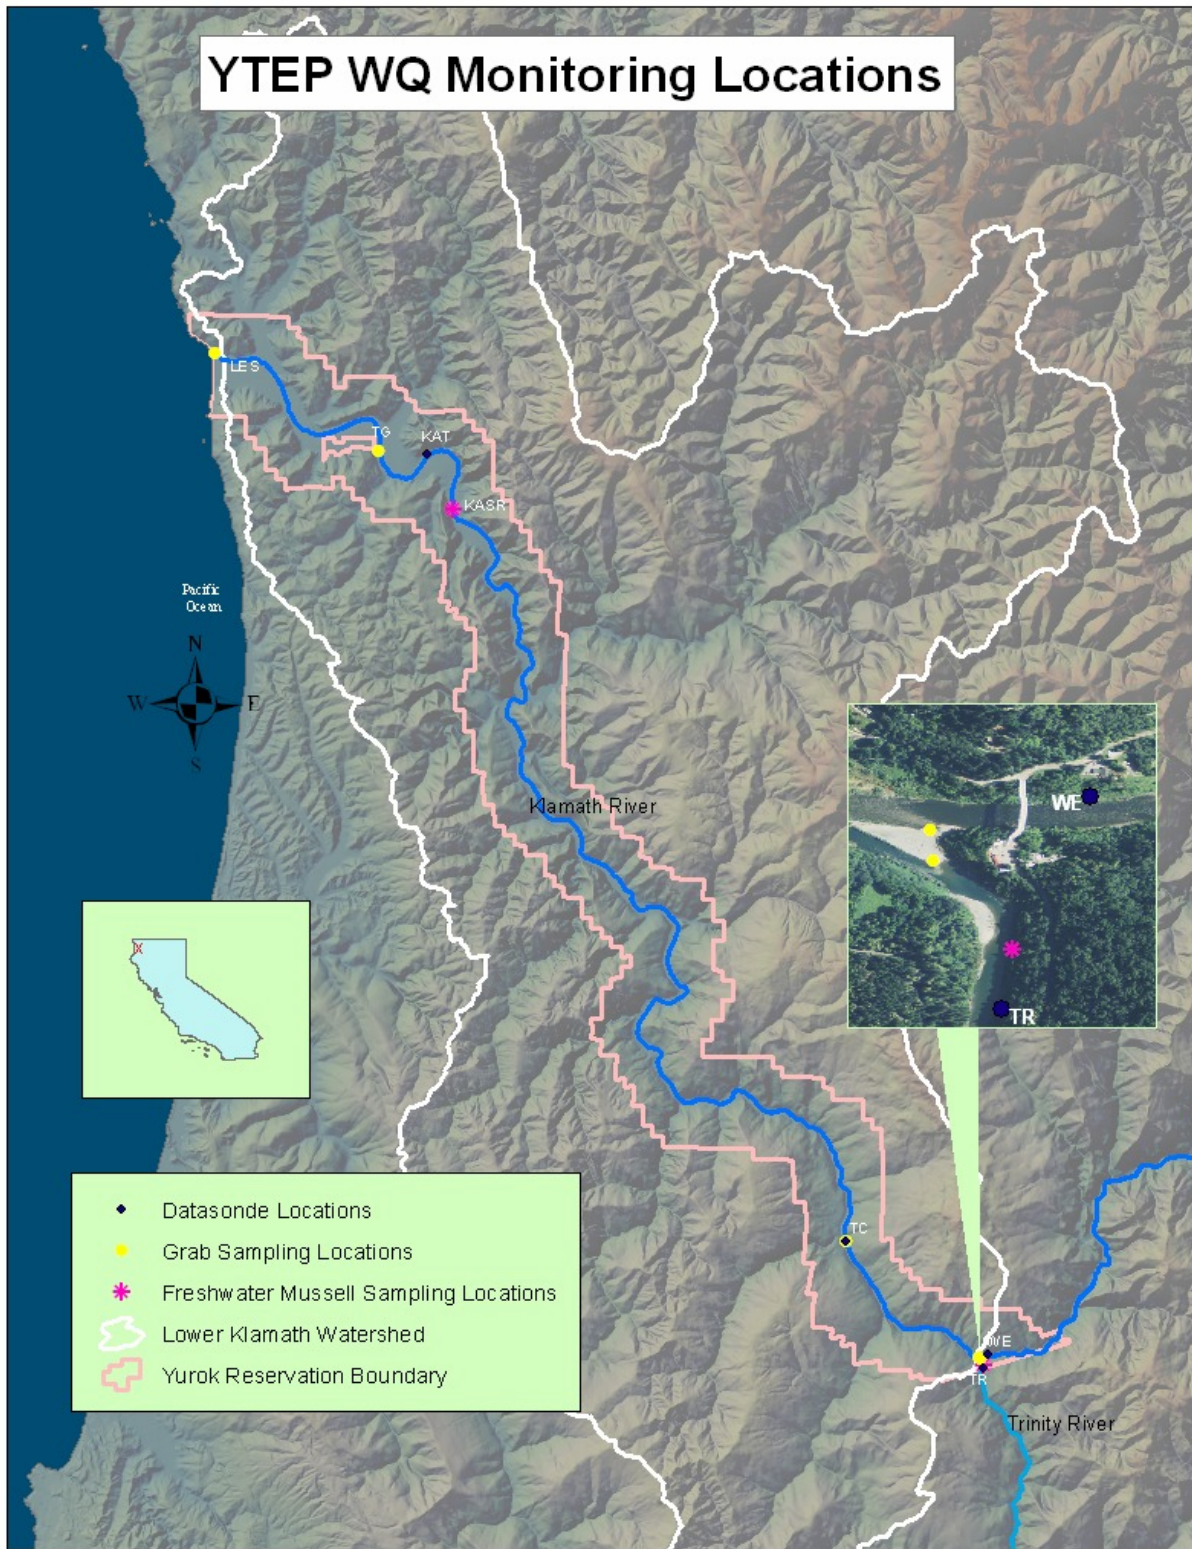 YTEP WQ Monitoring Locations
LES
TG
KAT
KASR
Pacific
Ocean
N
W E
S
Klamath River
WE
TR
X
Datasonde Locations
Grab Sampling Locations
Freshwater Mussell Sampling Locations
Lower Klamath Watershed
Yurok Reservation Boundary
TC
WE
TR
Trinity River